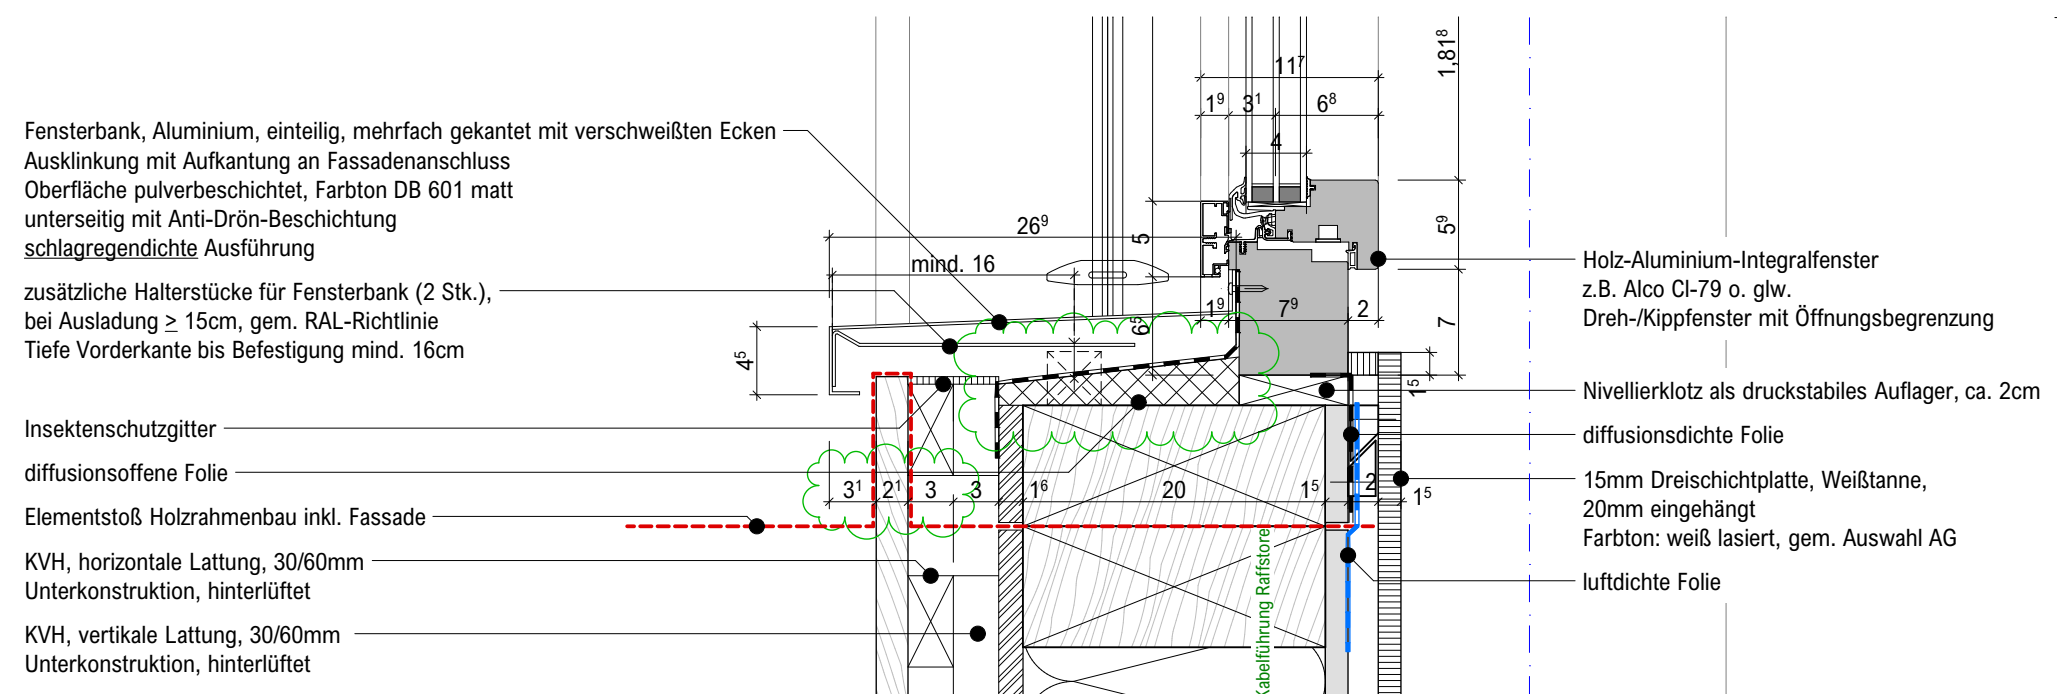 Fensterbank, Aluminium, einteilig, mehrfach gekantet mit verschweißten Ecken
Ausklinkung mit Aufkantung an Fassadenanschluss
Oberfläche pulverbeschichtet, Farbton DB 601 matt
unterseitig mit Anti-Drön-Beschichtung
schlagregendichte Ausführung
zusätzliche Halterstücke für Fensterbank (2 Stk.),
bei Ausladung ≥ 15cm, gem. RAL-Richtlinie
Tiefe Vorderkante bis Befestigung mind. 16cm
Insektenschutzgitter
diffusionsoffene Folie
Elementstoß Holzrahmenbau inkl. Fassade
KVH, horizontale Lattung, 30/60mm
Unterkonstruktion, hinterlüftet
KVH, vertikale Lattung, 30/60mm
Unterkonstruktion, hinterlüftet
11⁷
1⁹ 3¹ 6⁸
4
26⁹
mind. 16
5
6⁵
4⁵
1⁹ 7⁹ 2
1,81⁸
5⁹
7
1⁵
3¹ 2¹ 3 3 1⁶ 20 1⁵ 2 1⁵
Kabelführung Raffstore
Holz-Aluminium-Integralfenster
z.B. Alco CI-79 o. glw.
Dreh-/Kippfenster mit Öffnungsbegrenzung
Nivellierklotz als druckstabiles Auflager, ca. 2cm
diffusionsdichte Folie
15mm Dreischichtplatte, Weißtanne,
20mm eingehängt
Farbton: weiß lasiert, gem. Auswahl AG
luftdichte Folie